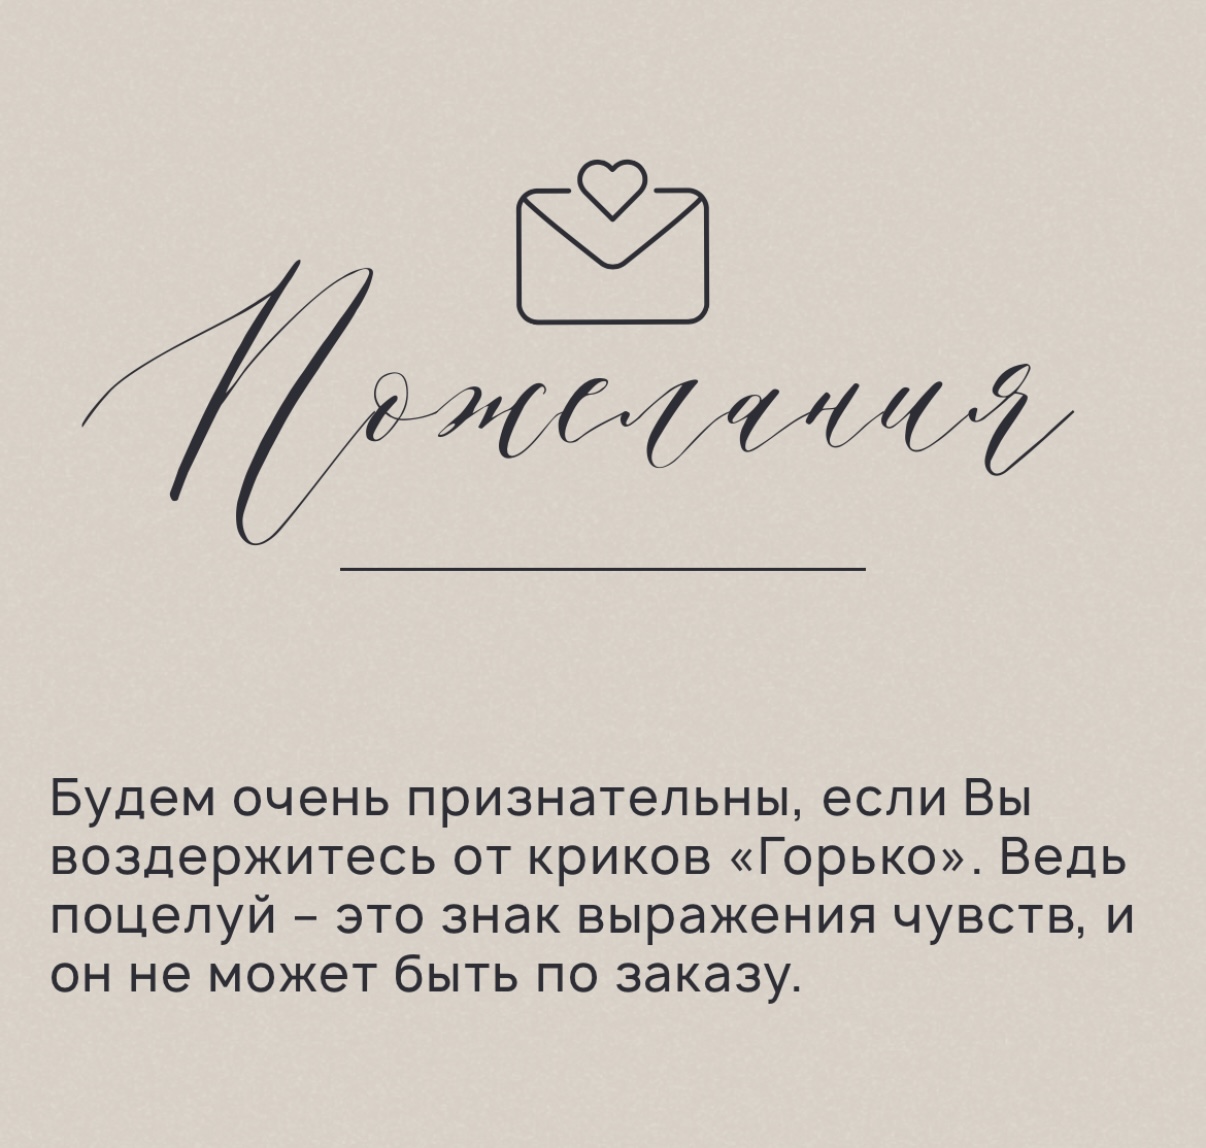 Пожелания
Будем очень признательны, если Вы
воздержитесь от криков «Горько». Ведь
поцелуй – это знак выражения чувств, и
он не может быть по заказу.